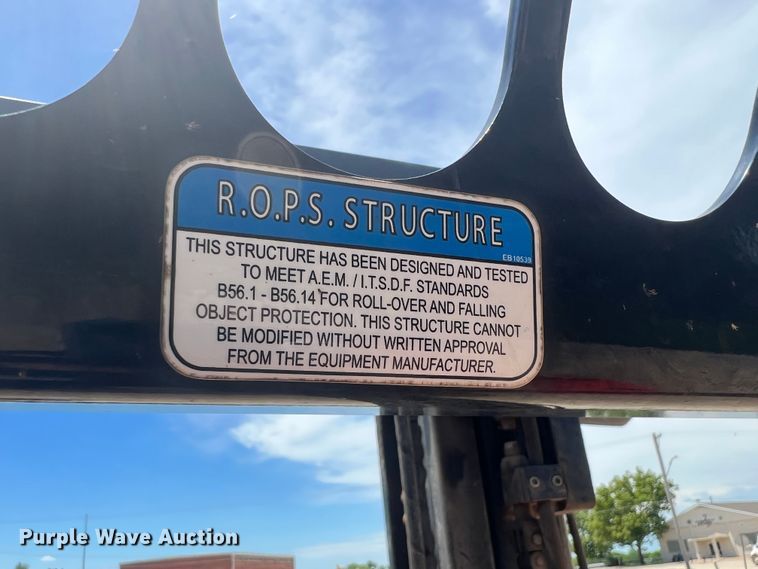 R.O.P.S. STRUCTURE
EB10539
THIS STRUCTURE HAS BEEN DESIGNED AND TESTED
TO MEET A.E.M. / I.T.S.D.F. STANDARDS
B56.1 - B56.14 FOR ROLL-OVER AND FALLING
OBJECT PROTECTION. THIS STRUCTURE CANNOT
BE MODIFIED WITHOUT WRITTEN APPROVAL
FROM THE EQUIPMENT MANUFACTURER.
Purple Wave Auction